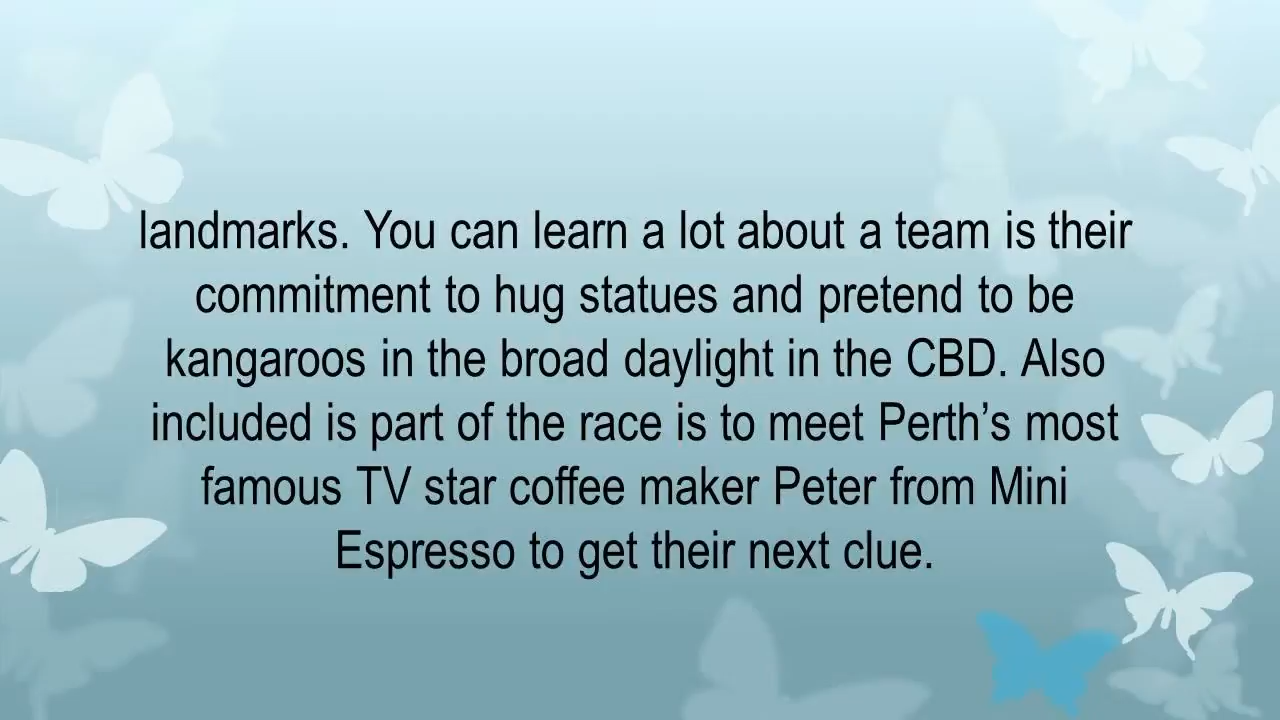 landmarks. You can learn a lot about a team is their
commitment to hug statues and pretend to be
kangaroos in the broad daylight in the CBD. Also
included is part of the race is to meet Perth’s most
famous TV star coffee maker Peter from Mini
Espresso to get their next clue.